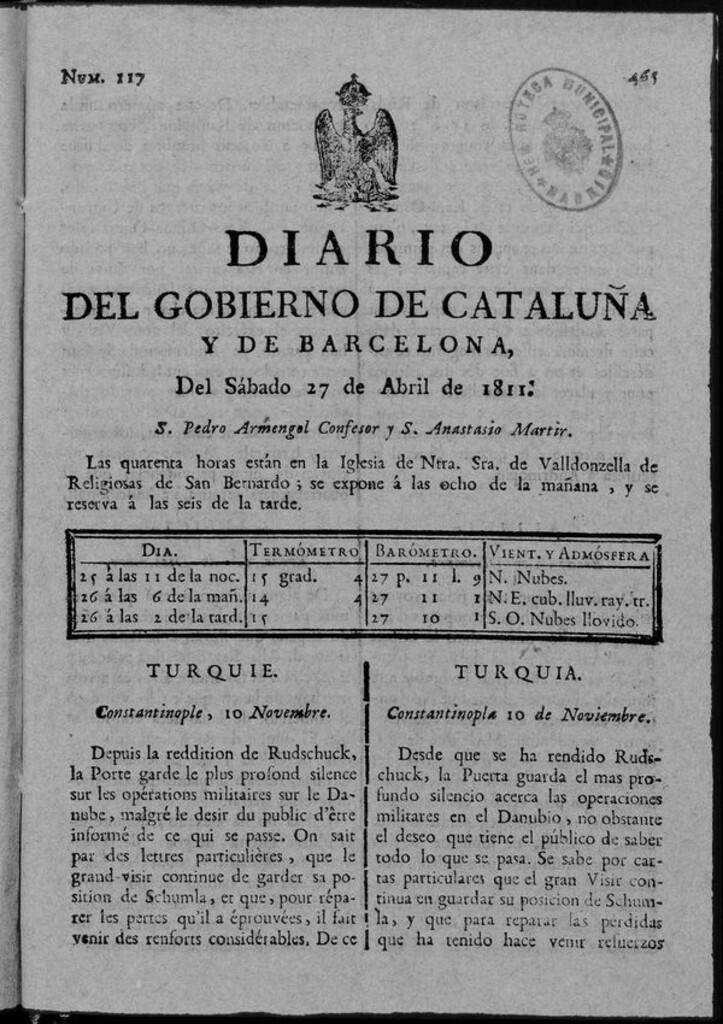 NUM. 117
465
HEMEROTECA MUNICIPAL
MADRID
DIARIO
DEL GOBIERNO DE CATALUÑA
Y DE BARCELONA,
Del Sábado 27 de Abril de 1811.
S. Pedro Armengol Confesor y S. Anastasio Martir.
Las quarenta horas están en la Iglesia de Ntra. Sra. de Valldonzella de
Religiosas de San Bernardo ; se expone á las ocho de la mañana , y se
reserva á las seis de la tarde.
DIA. TERMÓMETRO BARÓMETRO. VIENT. Y ADMÓSFERA
25 á las 11 de la noc. 15 grad. 4 27 p. 11 l. 9 N. Nubes.
26 á las 6 de la mañ. 14 4 27 11 1 N. E. cub. lluv. ray. tr.
26 á las 2 de la tard. 15 27 10 1 S. O. Nubes llovido.
TURQUIE.
Constantinople, 10 Novembre.
Depuis la reddition de Rudschuck,
la Porte garde le plus profond silence
sur les opérations militaires sur le Da-
nube, malgré le desir du public d'être
informé de ce qui se passe. On sait
par des lettres particulières, que le
grand-visir continue de garder sa po-
sition de Schumla, et que, pour répa-
rer les pertes qu'il a éprouvées, il fait
venir des renforts considérables. De ce
TURQUIA.
Constantinopla 10 de Noviembre.
Desde que se ha rendido Ruds-
chuck, la Puerta guarda el mas pro-
fundo silencio acerca las operaciones
militares en el Danubio, no obstante
el deseo que tiene el público de saber
todo lo que se pasa. Se sabe por car-
tas particulares que el gran Visir con-
tinua en guardar su posicion de Schum-
la, y que para reparar las perdidas
que ha tenido hace venir refuerzos